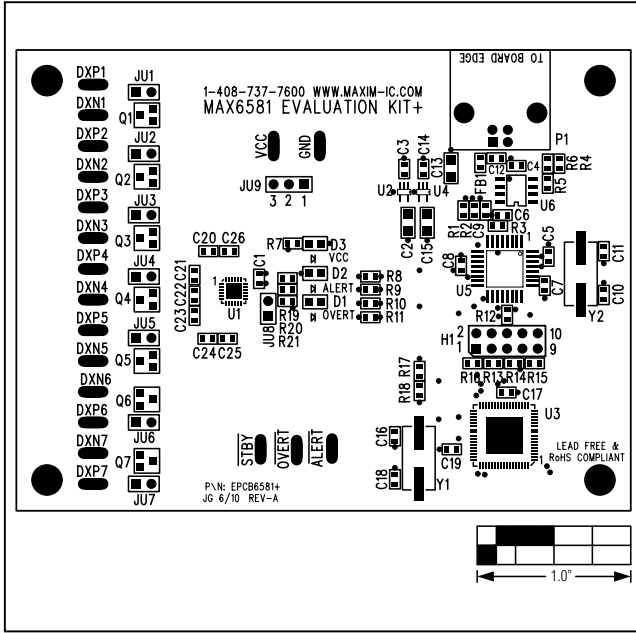 TO BOARD EDGE
DXP1
JU1
DXN1
Q1
DXP2
JU2
DXN2
Q2
DXP3
JU3
DXN3
Q3
DXP4
JU4
DXN4
Q4
DXP5
JU5
DXN5
Q5
DXN6
Q6
DXP6
JU6
DXN7
Q7
DXP7
JU7
1-408-737-7600 WWW.MAXIM-IC.COM
MAX6581 EVALUATION KIT+
VCC
GND
JU9
3 2 1
C20 C26
C21
C22
C23
1
U1
C24 C25
C1
JU8
R7
D3
VCC
D2
ALERT
D1
OVERT
R19
R20
R21
R8
R9
R10
R11
C3
C14
C13
U2
U4
C2
C15
P1
FB1
C12
C4
R6
R4
R5
U6
R1
R2
C9
C6
R3
1
C8
U5
C5
C7
C11
C10
Y2
R12
H1
2
1
10
9
R16 R13 R14 R15
R17
R18
C17
U3
1
C16
C18
C19
Y1
STBY
OVERT
ALERT
P\N: EPCB6581+
JG 6/10 REV-A
LEAD FREE &
RoHS COMPLIANT
1.0"